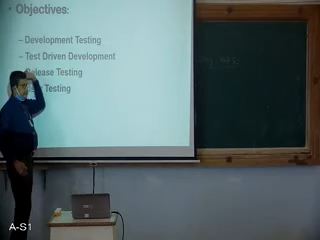 • Objectives:
– Development Testing
– Test Driven Development
Release Testing
Testing
A-S1